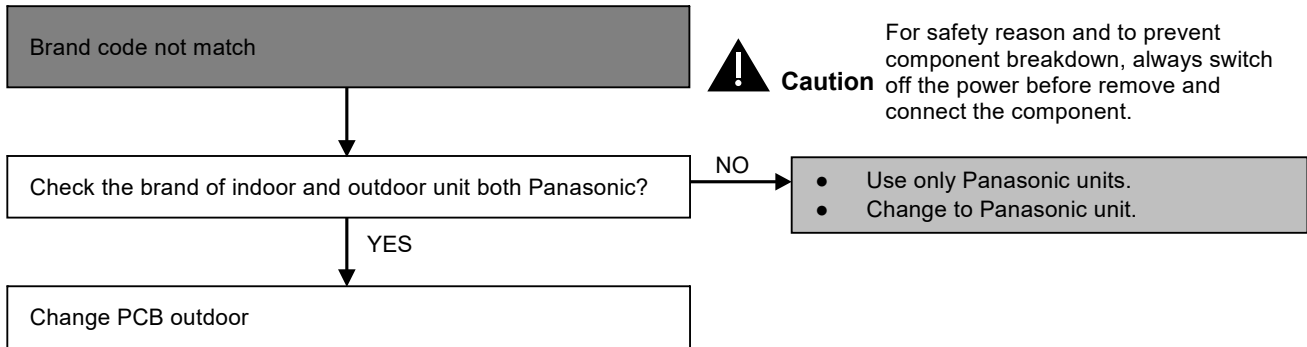 Brand code not match
Caution
For safety reason and to prevent
component breakdown, always switch
off the power before remove and
connect the component.
Check the brand of indoor and outdoor unit both Panasonic?
NO
● Use only Panasonic units.
● Change to Panasonic unit.
YES
Change PCB outdoor